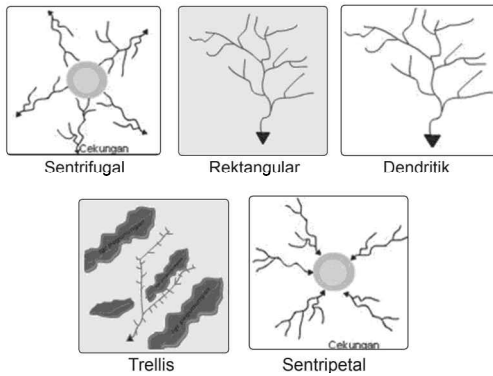 Cekungan
Sentrifugal
Rektangular
Dendritik
Trellis
Cekungan
Sentripetal